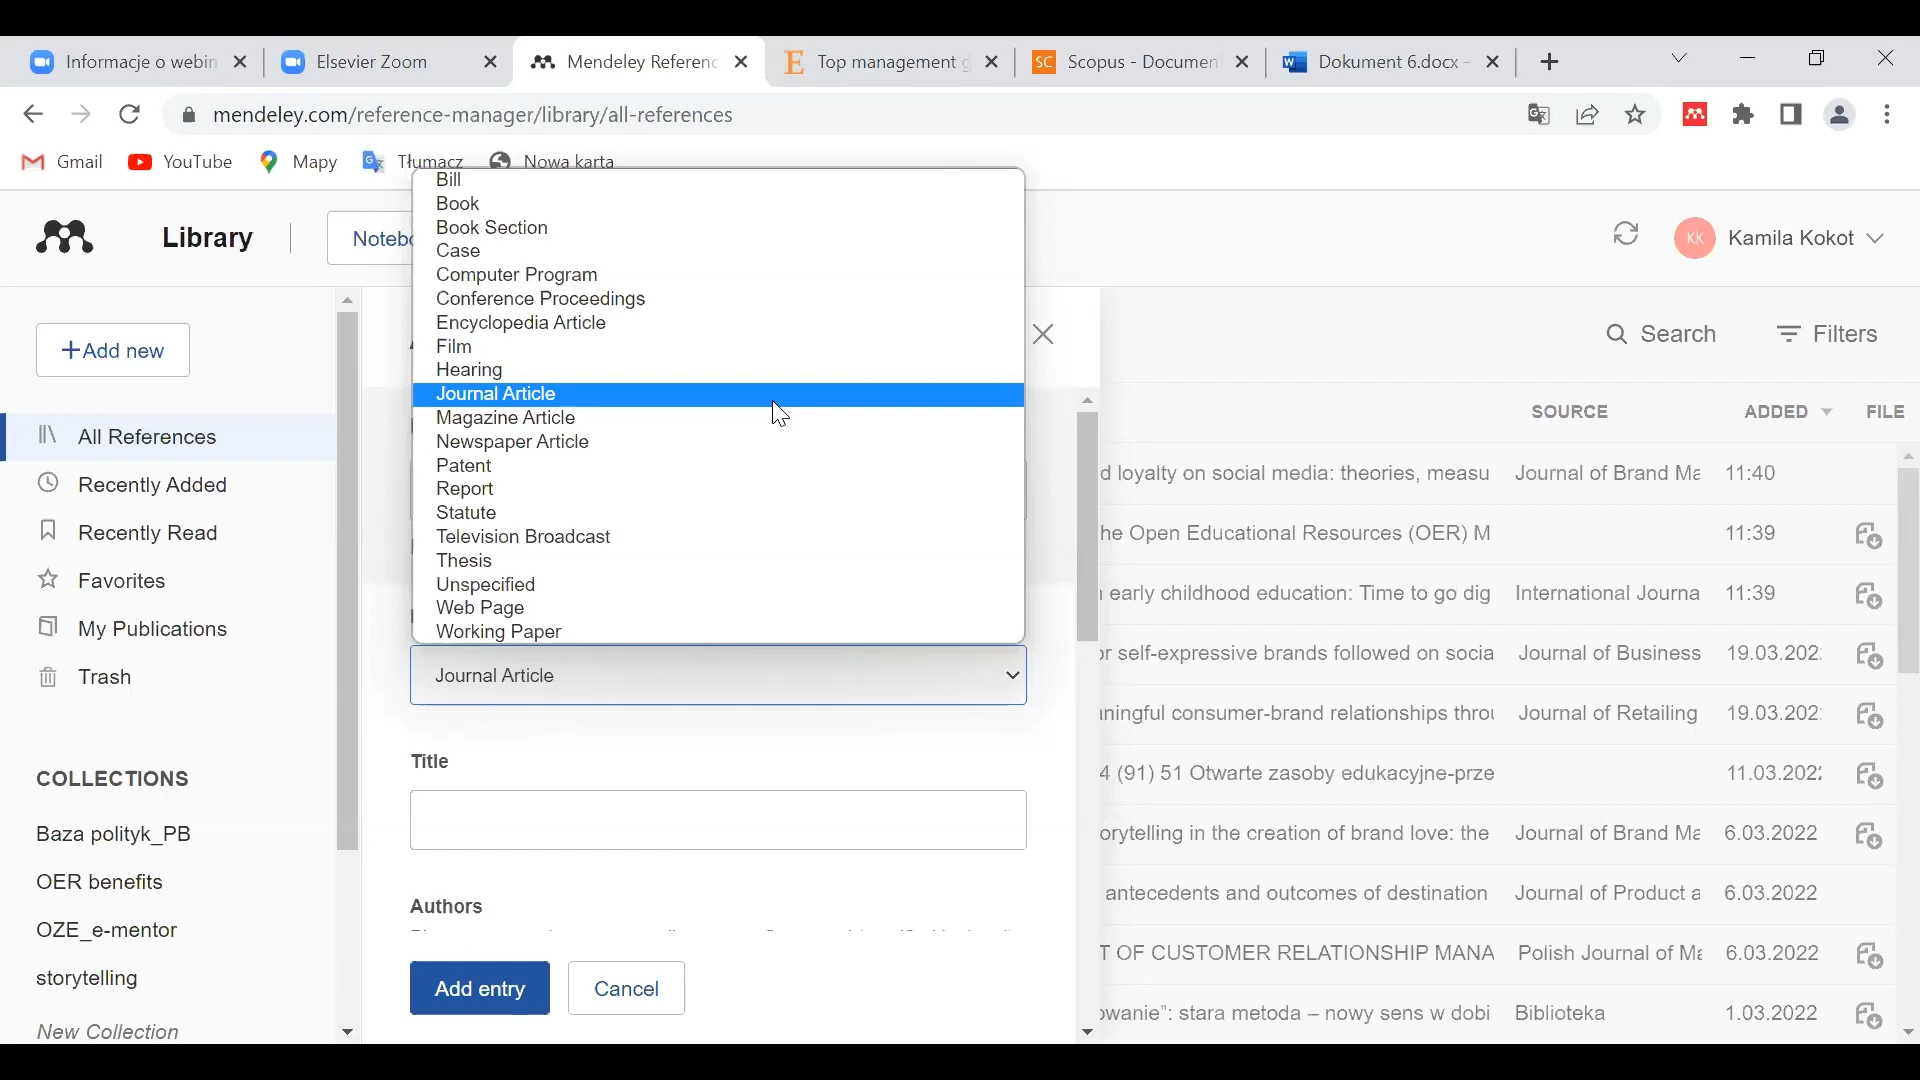 Informacje o webin
Elsevier Zoom
Mendeley Referenc
Top management g
SC Scopus - Documen
Dokument 6.docx -
mendeley.com/reference-manager/library/all-references
Gmail
YouTube
Mapy
Tłumacz
Nowa karta
Library
Notebo
KK Kamila Kokot
Bill
Book
Book Section
Case
Computer Program
Conference Proceedings
Encyclopedia Article
Film
Hearing
Journal Article
Magazine Article
Newspaper Article
Patent
Report
Statute
Television Broadcast
Thesis
Unspecified
Web Page
Working Paper
Journal Article
Title
Authors
Add entry
Cancel
+Add new
All References
Recently Added
Recently Read
Favorites
My Publications
Trash
COLLECTIONS
Baza polityk_PB
OER benefits
OZE_e-mentor
storytelling
New Collection
Search
Filters
SOURCE ADDED FILE
d loyalty on social media: theories, measu Journal of Brand Ma 11:40
he Open Educational Resources (OER) M 11:39
early childhood education: Time to go dig International Journa 11:39
or self-expressive brands followed on socia Journal of Business 19.03.202
aningful consumer-brand relationships throu Journal of Retailing 19.03.202
4 (91) 51 Otwarte zasoby edukacyjne-prze 11.03.202
orytelling in the creation of brand love: the Journal of Brand Ma 6.03.2022
antecedents and outcomes of destination Journal of Product a 6.03.2022
T OF CUSTOMER RELATIONSHIP MANA Polish Journal of Ma 6.03.2022
owanie": stara metoda – nowy sens w dobi Biblioteka 1.03.2022